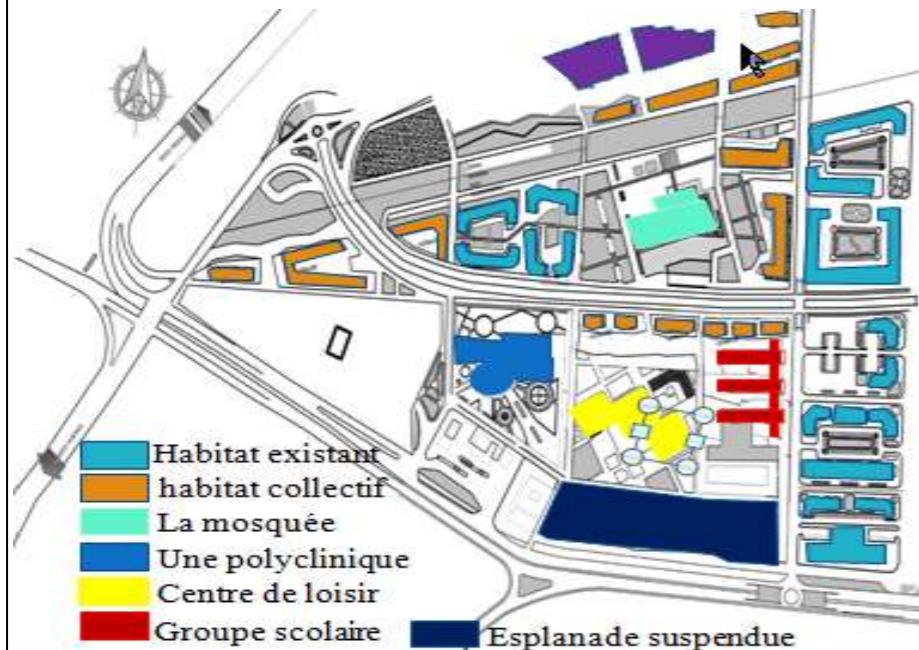 Habitat existant
habitat collectif
La mosquée
Une polyclinique
Centre de loisir
Groupe scolaire
Esplanade suspendue